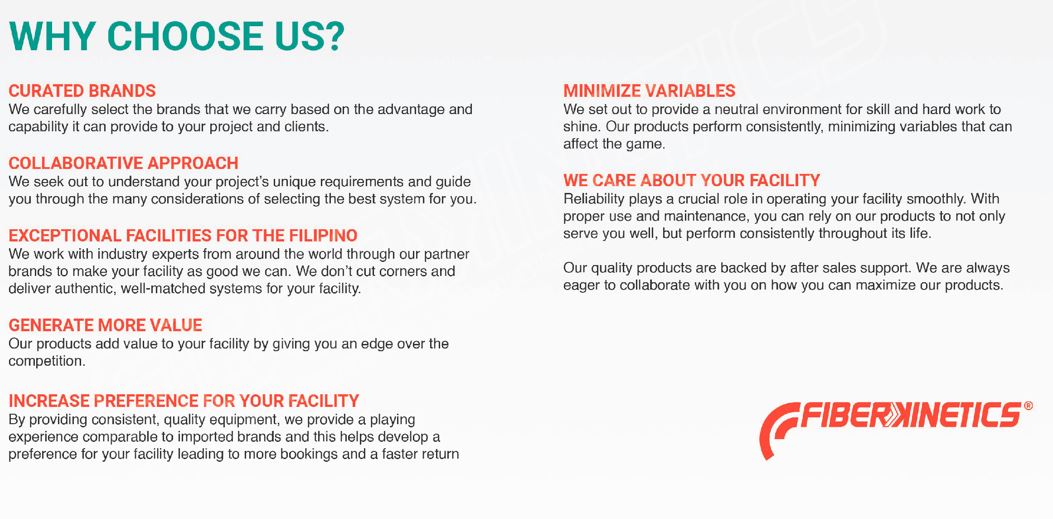 WHY CHOOSE US?
CURATED BRANDS
We carefully select the brands that we carry based on the advantage and
capability it can provide to your project and clients.
COLLABORATIVE APPROACH
We seek out to understand your project's unique requirements and guide
you through the many considerations of selecting the best system for you.
EXCEPTIONAL FACILITIES FOR THE FILIPINO
We work with industry experts from around the world through our partner
brands to make your facility as good we can. We don't cut corners and
deliver authentic, well-matched systems for your facility.
GENERATE MORE VALUE
Our products add value to your facility by giving you an edge over the
competition.
INCREASE PREFERENCE FOR YOUR FACILITY
By providing consistent, quality equipment, we provide a playing
experience comparable to imported brands and this helps develop a
preference for your facility leading to more bookings and a faster return
MINIMIZE VARIABLES
We set out to provide a neutral environment for skill and hard work to
shine. Our products perform consistently, minimizing variables that can
affect the game.
WE CARE ABOUT YOUR FACILITY
Reliability plays a crucial role in operating your facility smoothly. With
proper use and maintenance, you can rely on our products to not only
serve you well, but perform consistently throughout its life.
Our quality products are backed by after sales support. We are always
eager to collaborate with you on how you can maximize our products.
FIBERKINETICS®